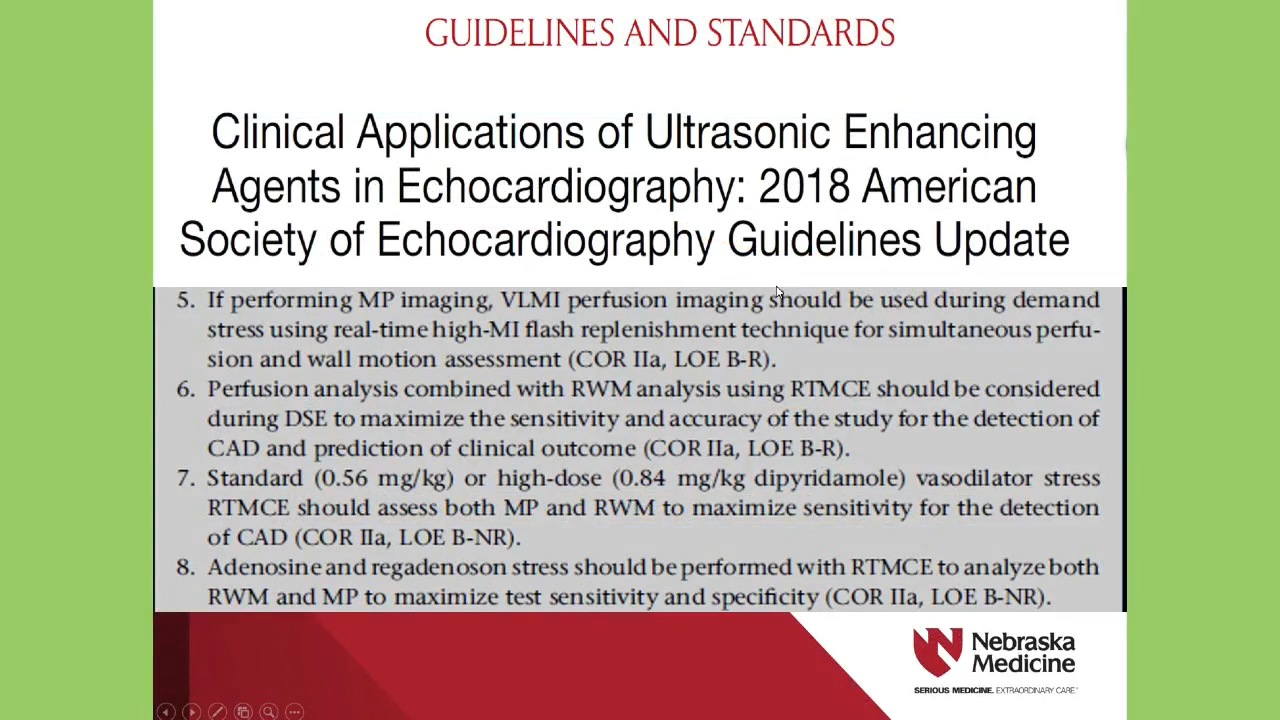 GUIDELINES AND STANDARDS
Clinical Applications of Ultrasonic Enhancing
Agents in Echocardiography: 2018 American
Society of Echocardiography Guidelines Update
5. If performing MP imaging, VLMI perfusion imaging should be used during demand
stress using real-time high-MI flash replenishment technique for simultaneous perfu-
sion and wall motion assessment (COR IIa, LOE B-R).
6. Perfusion analysis combined with RWM analysis using RTMCE should be considered
during DSE to maximize the sensitivity and accuracy of the study for the detection of
CAD and prediction of clinical outcome (COR IIa, LOE B-R).
7. Standard (0.56 mg/kg) or high-dose (0.84 mg/kg dipyridamole) vasodilator stress
RTMCE should assess both MP and RWM to maximize sensitivity for the detection
of CAD (COR IIa, LOE B-NR).
8. Adenosine and regadenoson stress should be performed with RTMCE to analyze both
RWM and MP to maximize test sensitivity and specificity (COR IIa, LOE B-NR).
Nebraska
Medicine
SERIOUS MEDICINE. EXTRAORDINARY CARE.